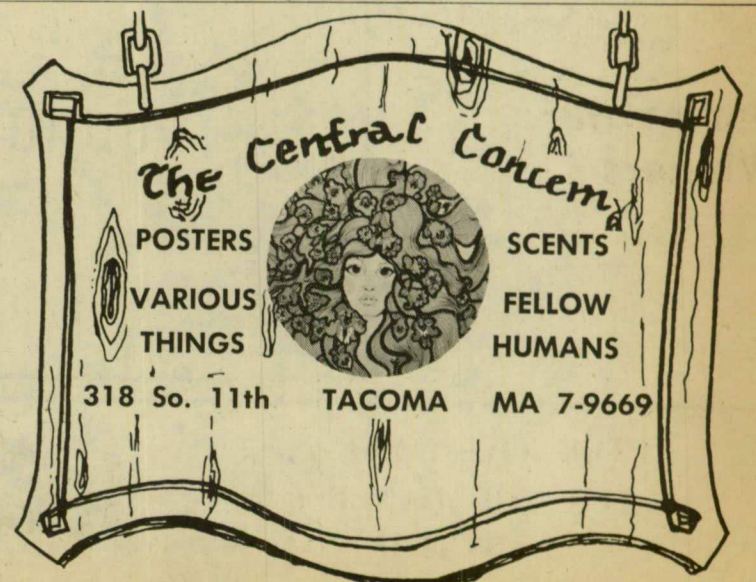 The Central Concern
POSTERS
SCENTS
VARIOUS
THINGS
FELLOW
HUMANS
318 So. 11th TACOMA MA 7-9669